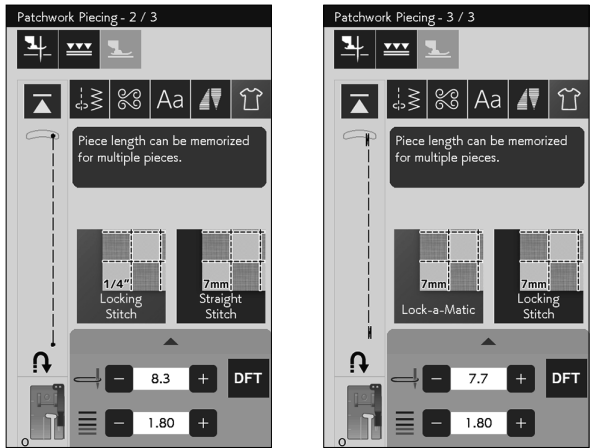 Patchwork Piecing - 2 / 3
Aa
Piece length can be memorized
for multiple pieces.
1/4"
Locking
Stitch
7mm
Straight
Stitch
8.3
DFT
1.80
Patchwork Piecing - 3 / 3
Aa
Piece length can be memorized
for multiple pieces.
7mm
Lock-a-Matic
7mm
Locking
Stitch
7.7
DFT
1.80